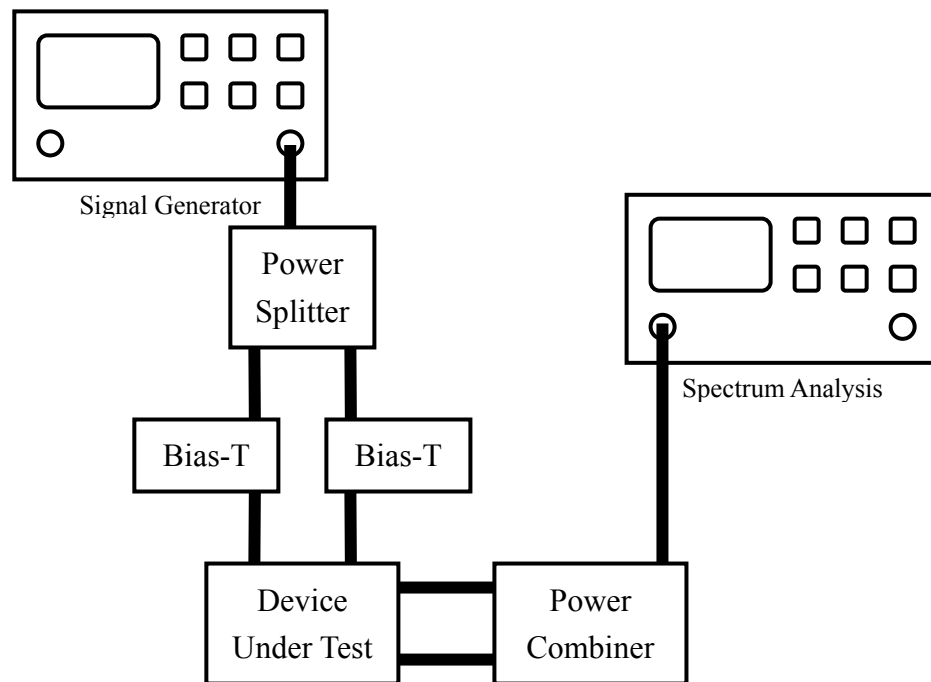 Signal Generator
Power
Splitter
Spectrum Analysis
Bias-T
Bias-T
Device
Under Test
Power
Combiner